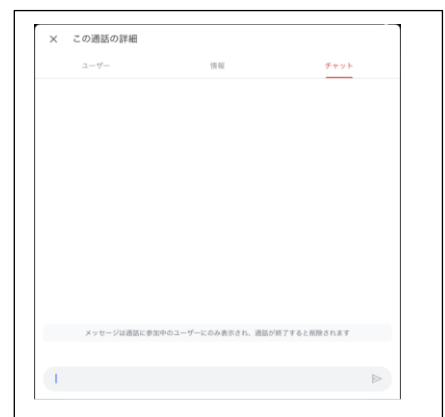 この通話の詳細
ユーザー 情報 チャット
メッセージは通話に参加中のユーザーにのみ表示され、通話が終了すると削除されます